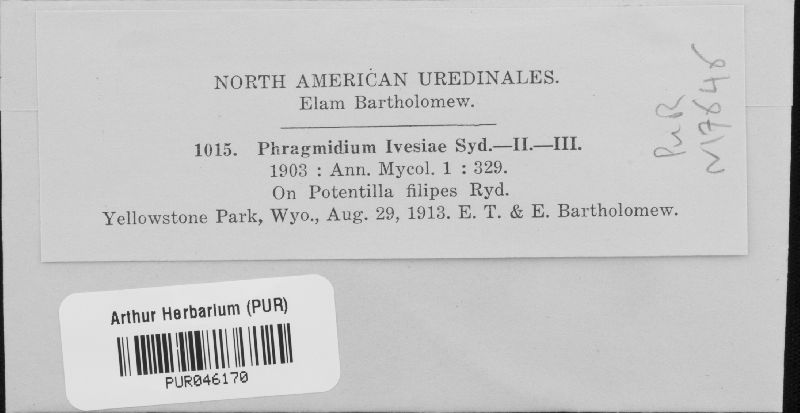 NORTH AMERICAN UREDINALES.
Elam Bartholomew.
1015. Phragmidium Ivesiae Syd.—II.—III.
1903 : Ann. Mycol. 1 : 329.
On Potentilla filipes Ryd.
Yellowstone Park, Wyo., Aug. 29, 1913. E. T. & E. Bartholomew.
PUR
Arthur Herbarium (PUR)
PUR046170